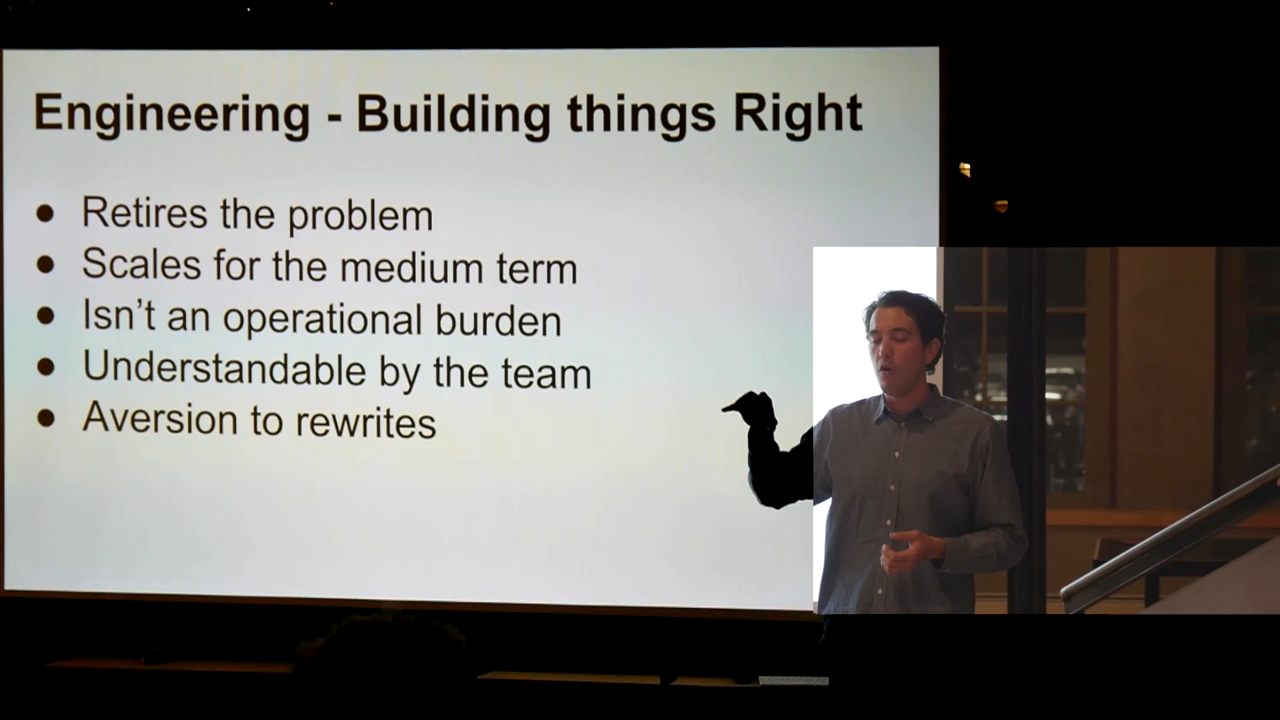 Engineering - Building things Right
● Retires the problem
● Scales for the medium term
● Isn't an operational burden
● Understandable by the team
● Aversion to rewrites